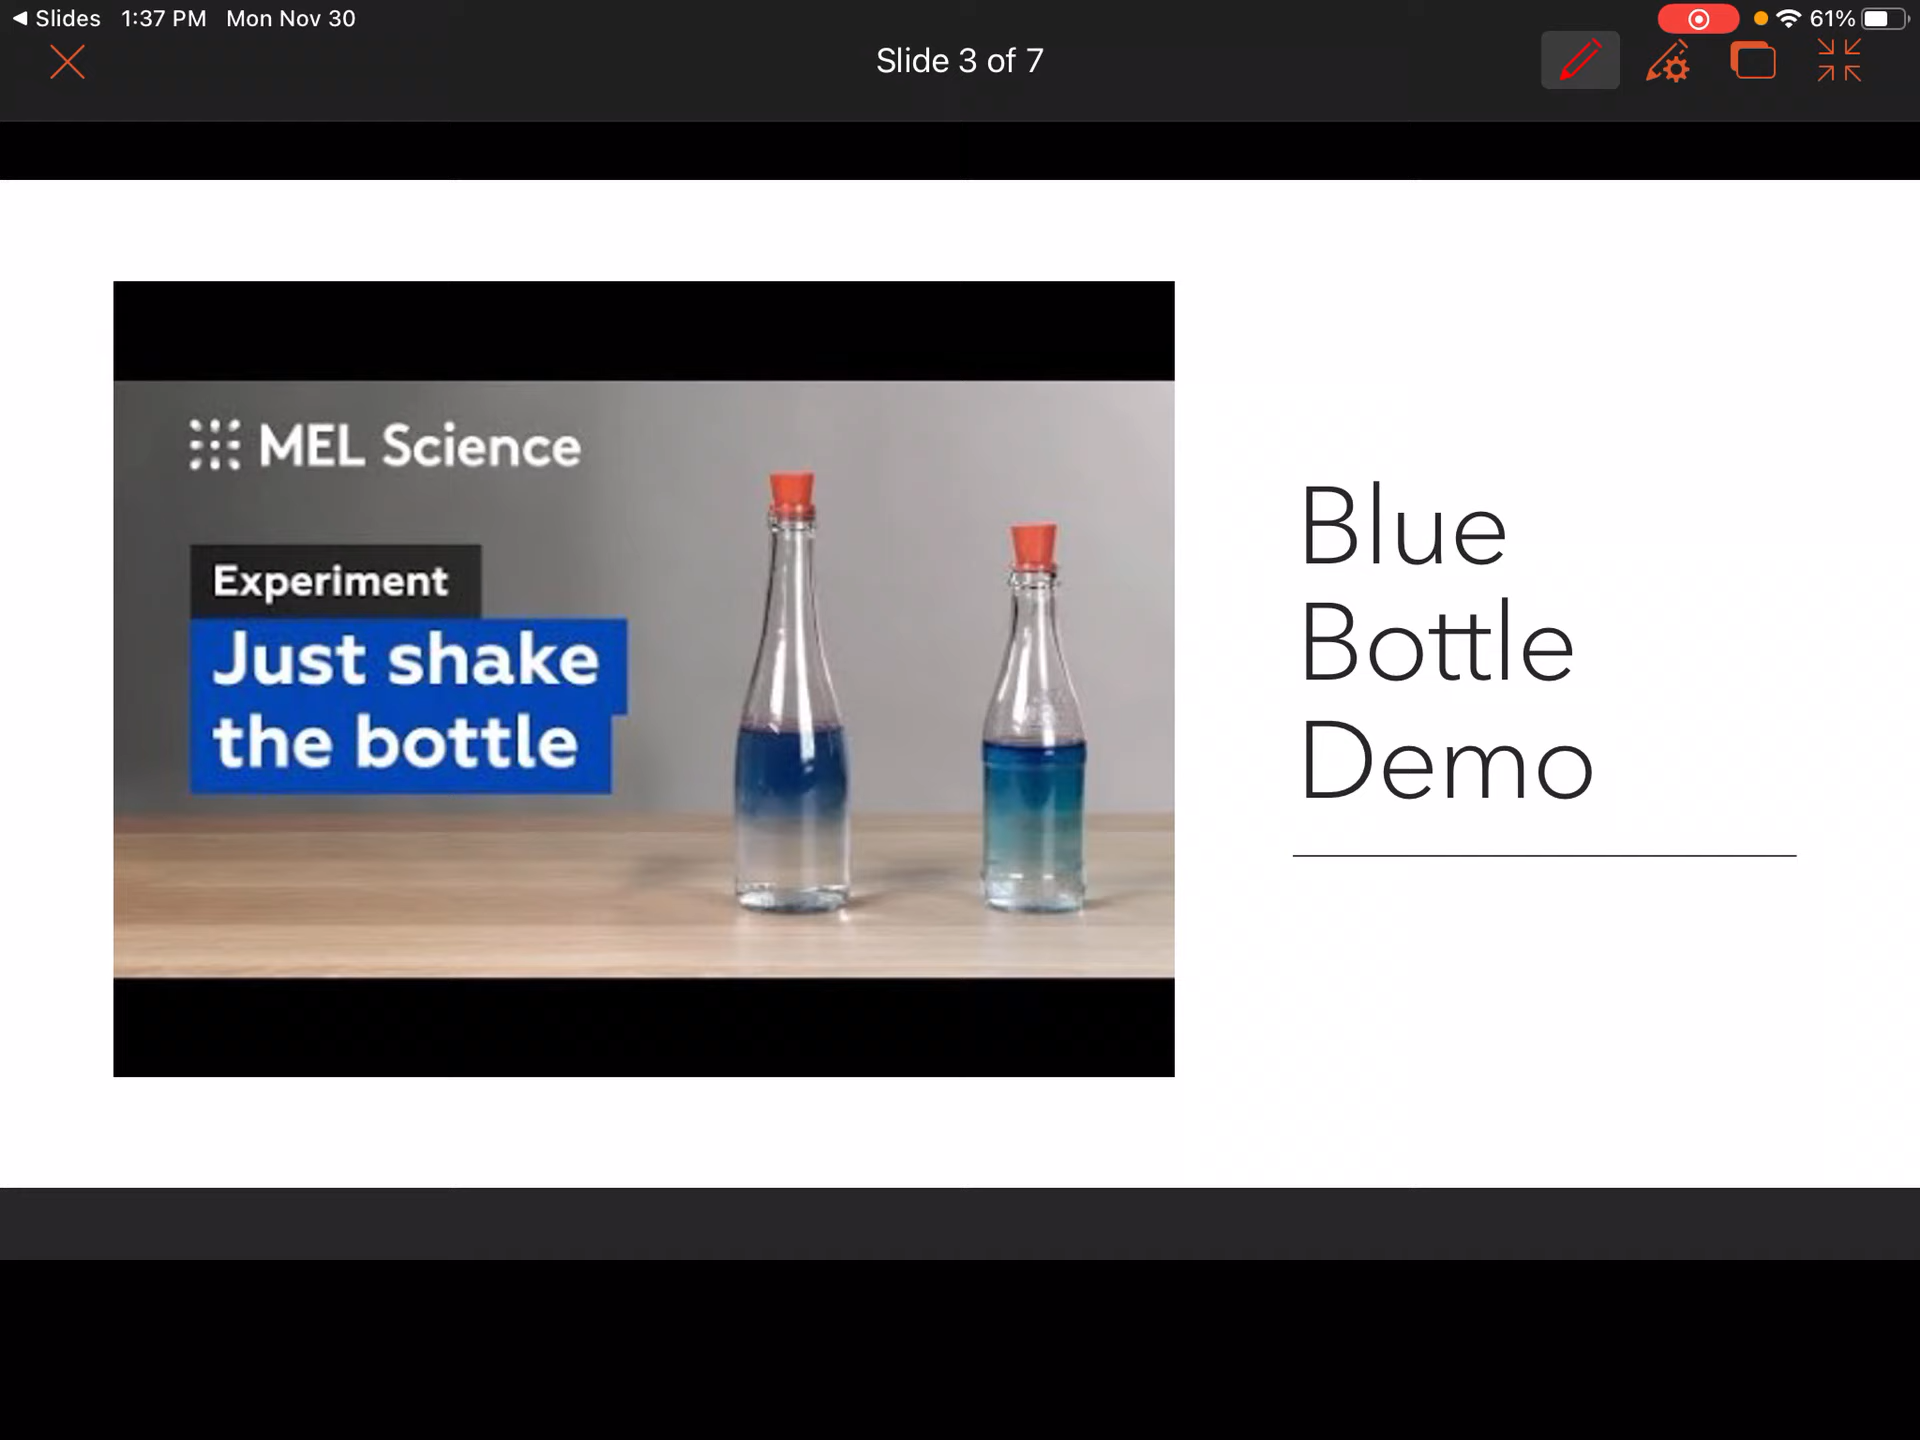 Slides 1:37 PM Mon Nov 30
61%
Slide 3 of 7
MEL Science
Experiment
Just shake
the bottle
Blue
Bottle
Demo